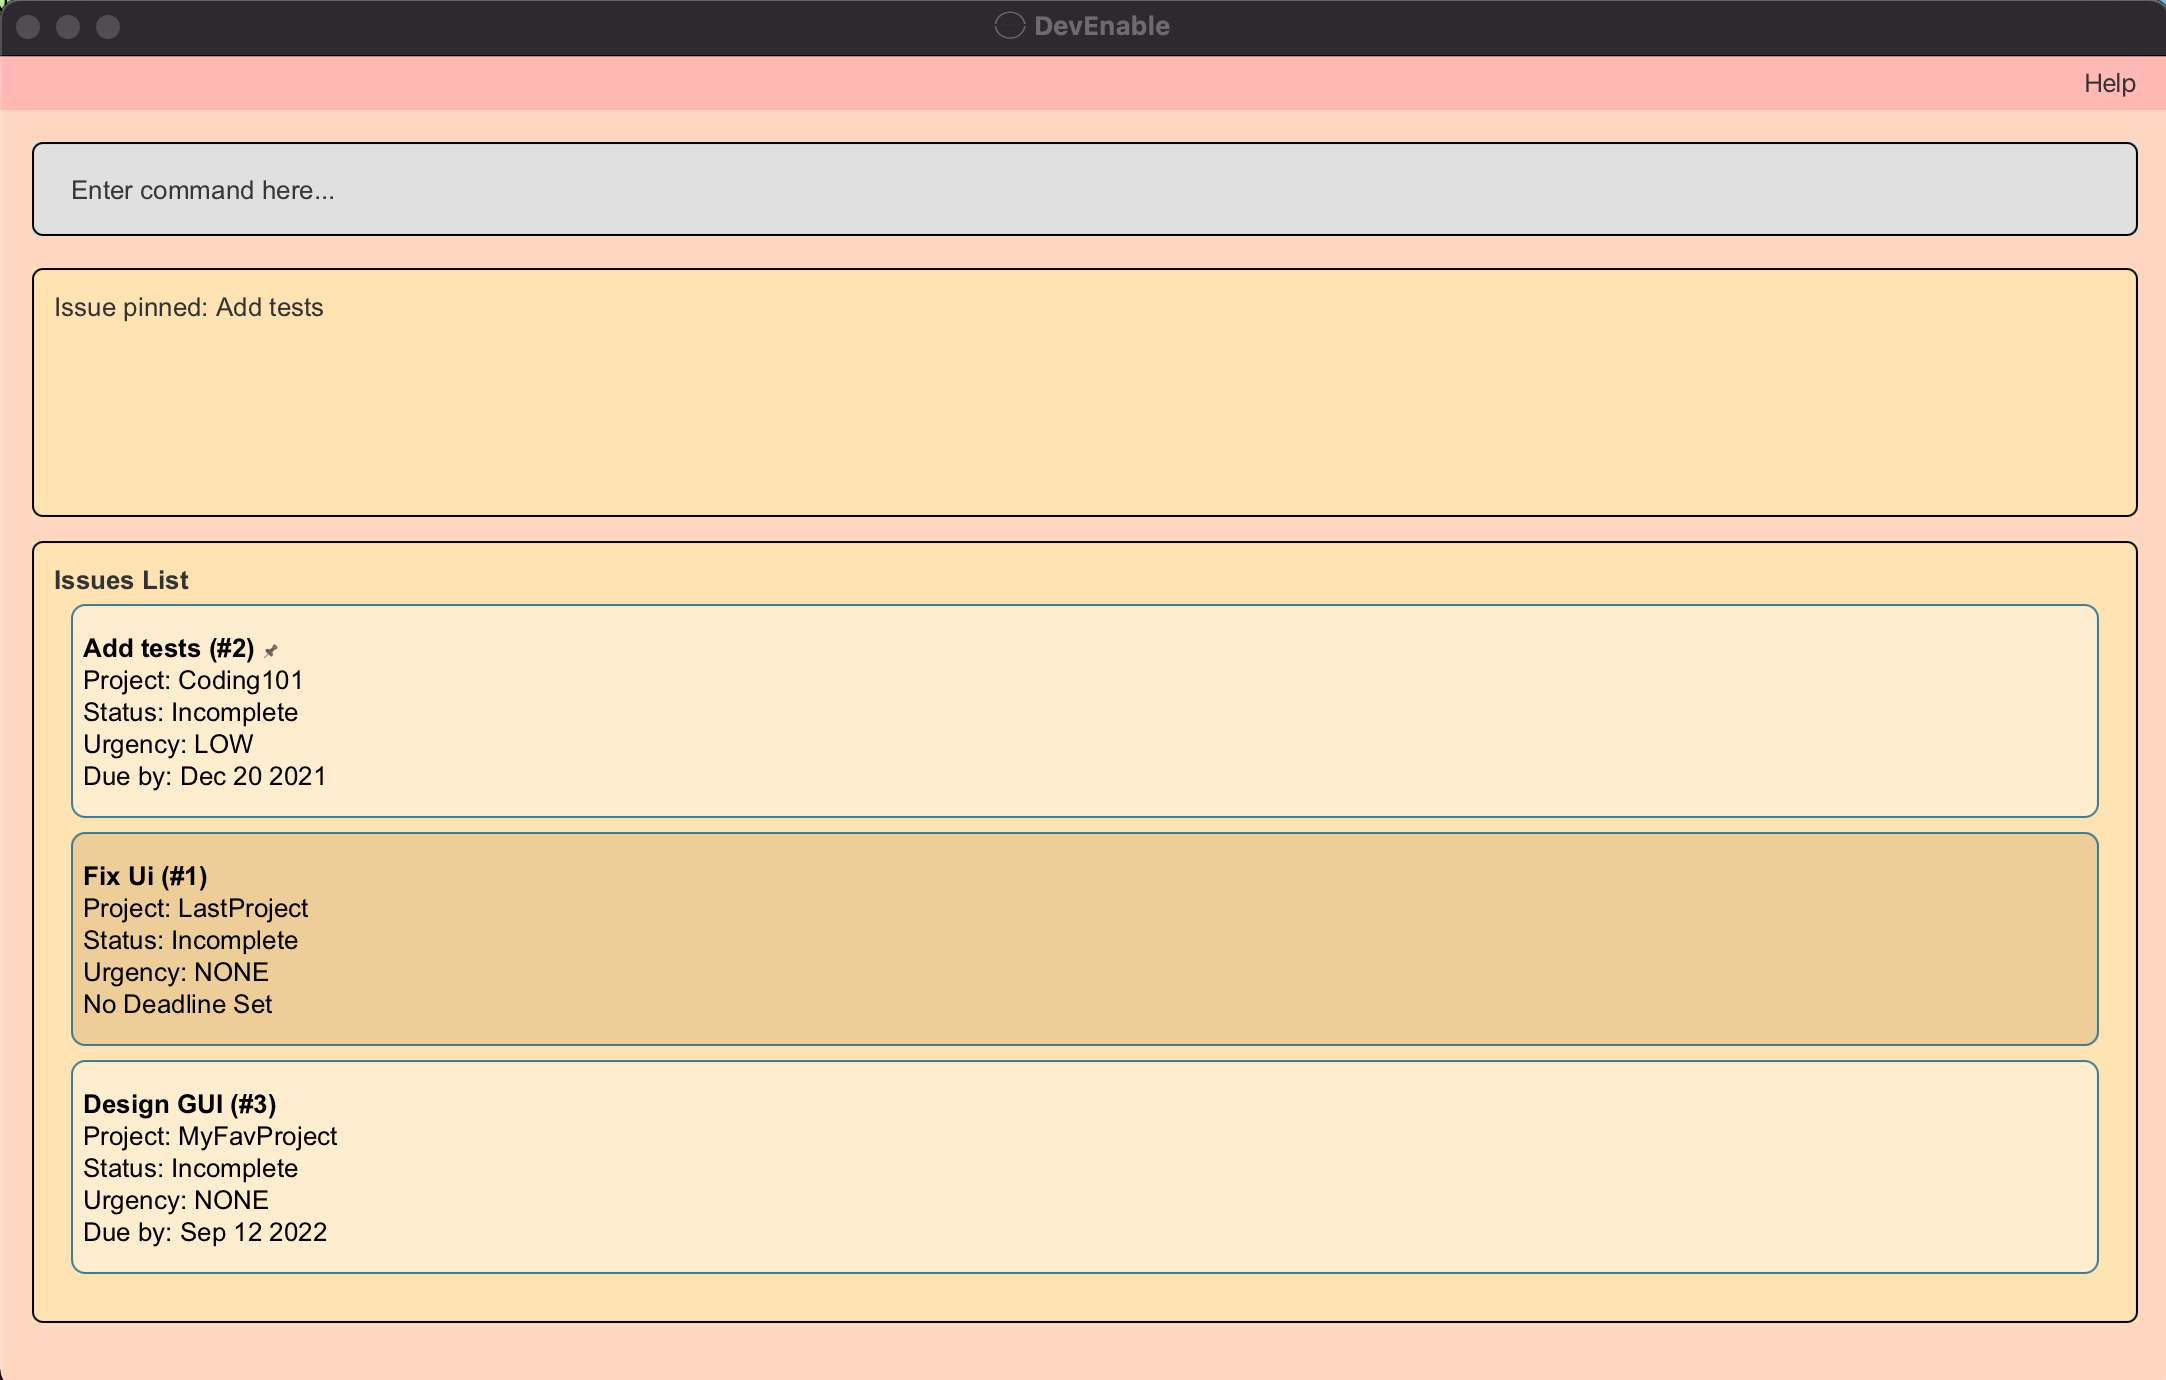 DevEnable
Help
Enter command here...
Issue pinned: Add tests
Issues List
Add tests (#2)
Project: Coding101
Status: Incomplete
Urgency: LOW
Due by: Dec 20 2021
Fix Ui (#1)
Project: LastProject
Status: Incomplete
Urgency: NONE
No Deadline Set
Design GUI (#3)
Project: MyFavProject
Status: Incomplete
Urgency: NONE
Due by: Sep 12 2022